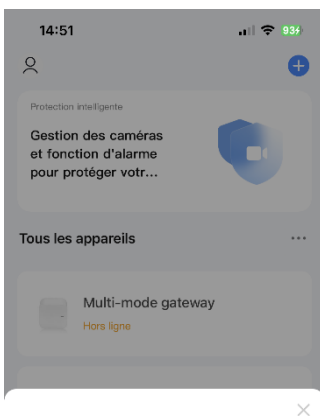 14:51
93
Protection intelligente
Gestion des caméras
et fonction d'alarme
pour protéger votr...
Tous les appareils
Multi-mode gateway
Hors ligne